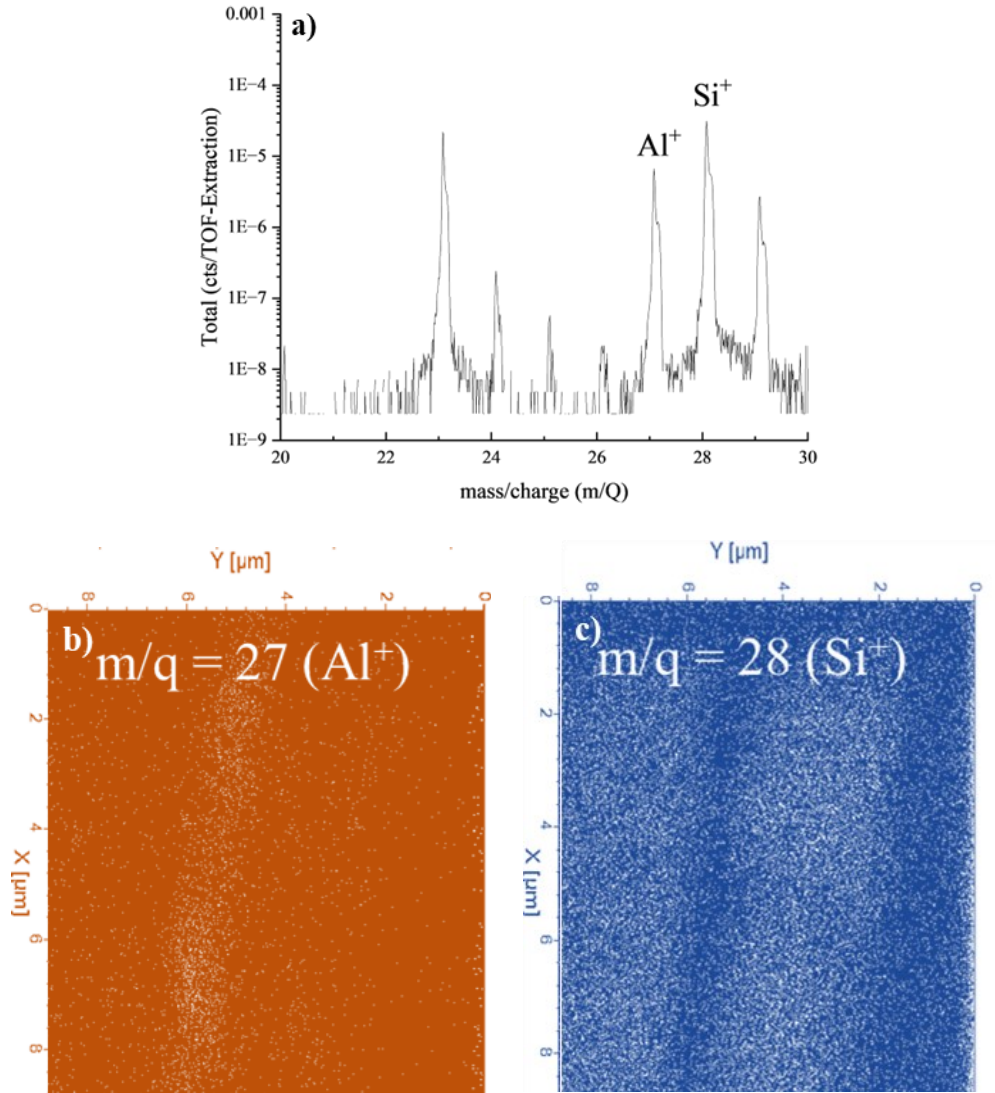 a)
0.001
1E-4
1E-5
1E-6
1E-7
1E-8
1E-9
Total (cts/TOF-Extraction)
Al⁺
Si⁺
20 22 24 26 28 30
mass/charge (m/Q)
Y [µm]
8 6 4 2 0
0
2
4
6
8
X [µm]
b)
m/q = 27 (Al⁺)
Y [µm]
8 6 4 2 0
0
2
4
6
8
X [µm]
c)
m/q = 28 (Si⁺)